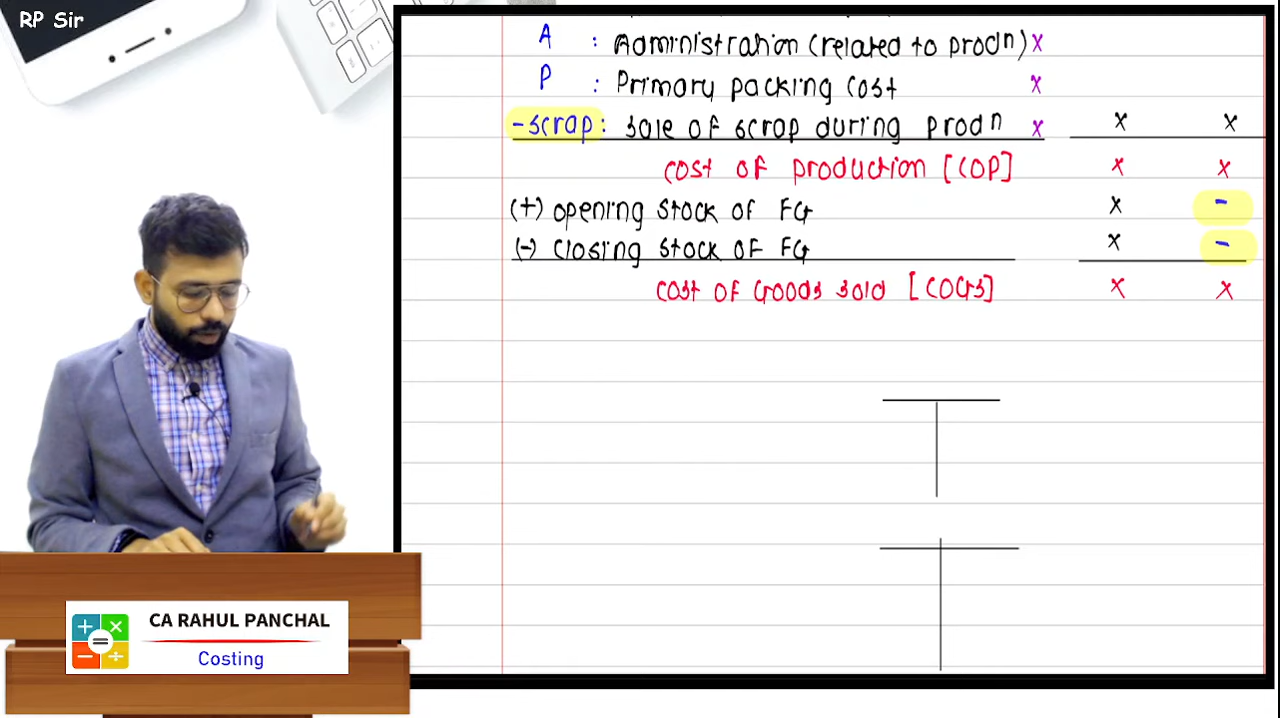 RP Sir
A : Administration (related to prodn) x
P : Primary packing cost x
-scrap: sale of scrap during prodn x x x
cost of production [COP] x x
(+) opening stock of FG x -
(-) closing stock of FG x -
cost of Goods sold [COGS] x x
CA RAHUL PANCHAL
Costing